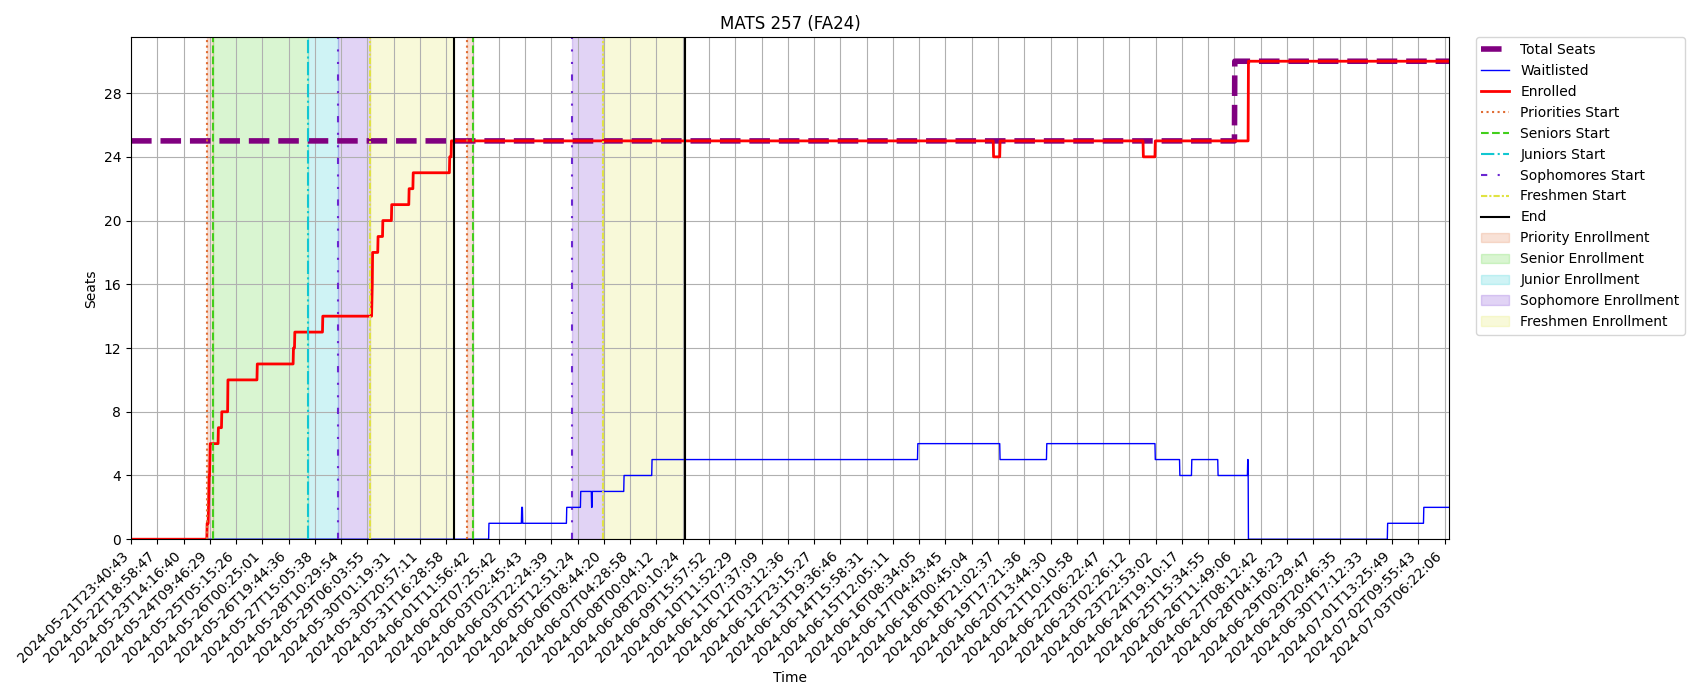 MATS 257 (FA24)
Total Seats
Waitlisted
Enrolled
Priorities Start
Seniors Start
Juniors Start
Sophomores Start
Freshmen Start
End
Priority Enrollment
Senior Enrollment
Junior Enrollment
Sophomore Enrollment
Freshmen Enrollment
Seats
28
24
20
16
12
8
4
0
2024-05-21T23:40:43
2024-05-22T18:58:47
2024-05-23T14:16:40
2024-05-24T09:46:29
2024-05-25T05:15:26
2024-05-26T00:25:01
2024-05-26T19:44:36
2024-05-27T15:05:38
2024-05-28T10:29:54
2024-05-29T06:03:55
2024-05-30T01:19:31
2024-05-30T20:57:11
2024-05-31T16:28:58
2024-06-01T11:56:42
2024-06-02T07:25:42
2024-06-03T02:45:43
2024-06-03T22:24:39
2024-06-05T12:51:24
2024-06-06T08:44:20
2024-06-07T04:28:58
2024-06-08T00:04:12
2024-06-08T20:10:24
2024-06-09T15:57:52
2024-06-10T11:52:29
2024-06-11T07:37:09
2024-06-12T03:12:36
2024-06-12T23:15:27
2024-06-13T19:36:46
2024-06-14T15:58:31
2024-06-15T12:05:11
2024-06-16T08:34:05
2024-06-17T04:43:45
2024-06-18T00:45:04
2024-06-18T21:02:37
2024-06-19T17:21:36
2024-06-20T13:44:30
2024-06-21T10:10:58
2024-06-22T06:22:47
2024-06-23T02:26:12
2024-06-23T22:53:02
2024-06-24T19:10:17
2024-06-25T15:34:55
2024-06-26T11:49:06
2024-06-27T08:12:42
2024-06-28T04:18:23
2024-06-29T00:29:47
2024-06-29T20:46:35
2024-06-30T17:12:33
2024-07-01T13:25:49
2024-07-02T09:55:43
2024-07-03T06:22:06
Time